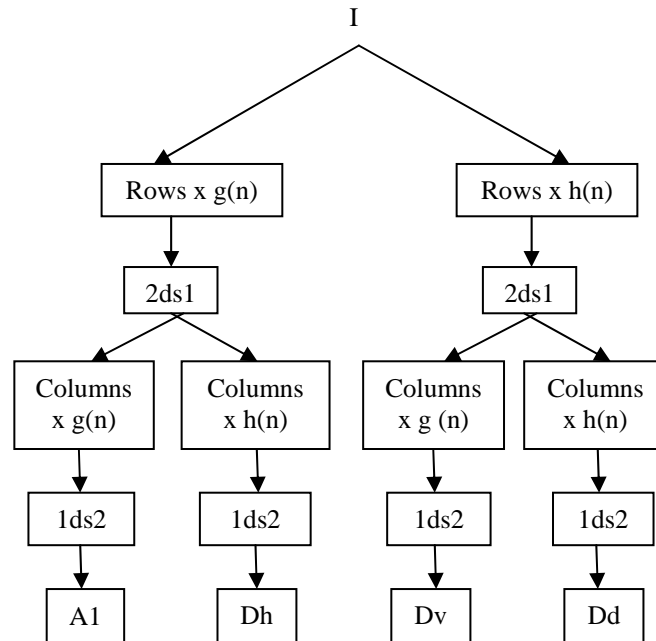 I
Rows x g(n)
Rows x h(n)
2ds1
2ds1
Columns
x g(n)
Columns
x h(n)
Columns
x g (n)
Columns
x h(n)
1ds2
1ds2
1ds2
1ds2
A1
Dh
Dv
Dd